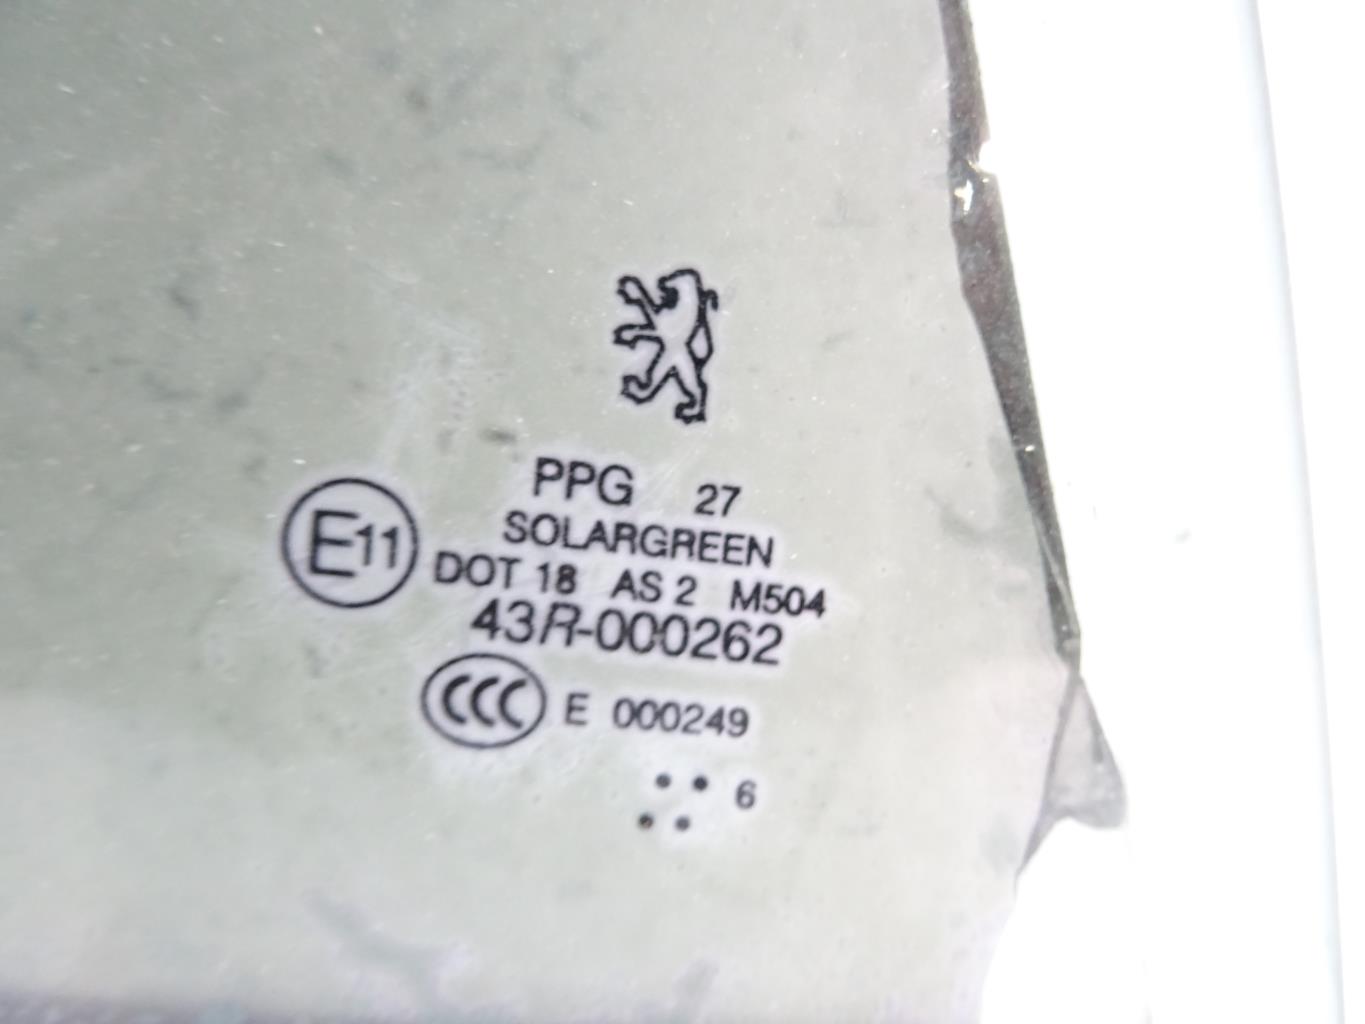 PPG 27
SOLARGREEN
E11
DOT 18 AS 2 M504
43R-000262
CCC E 000249
6